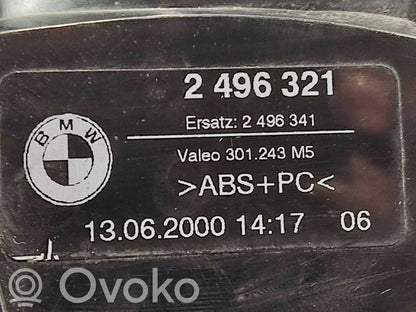 2 496 321
Ersatz: 2 496 341
BMW
Valeo 301.243 M5
>ABS+PC<
13.06.2000 14:17 06
Ovoko